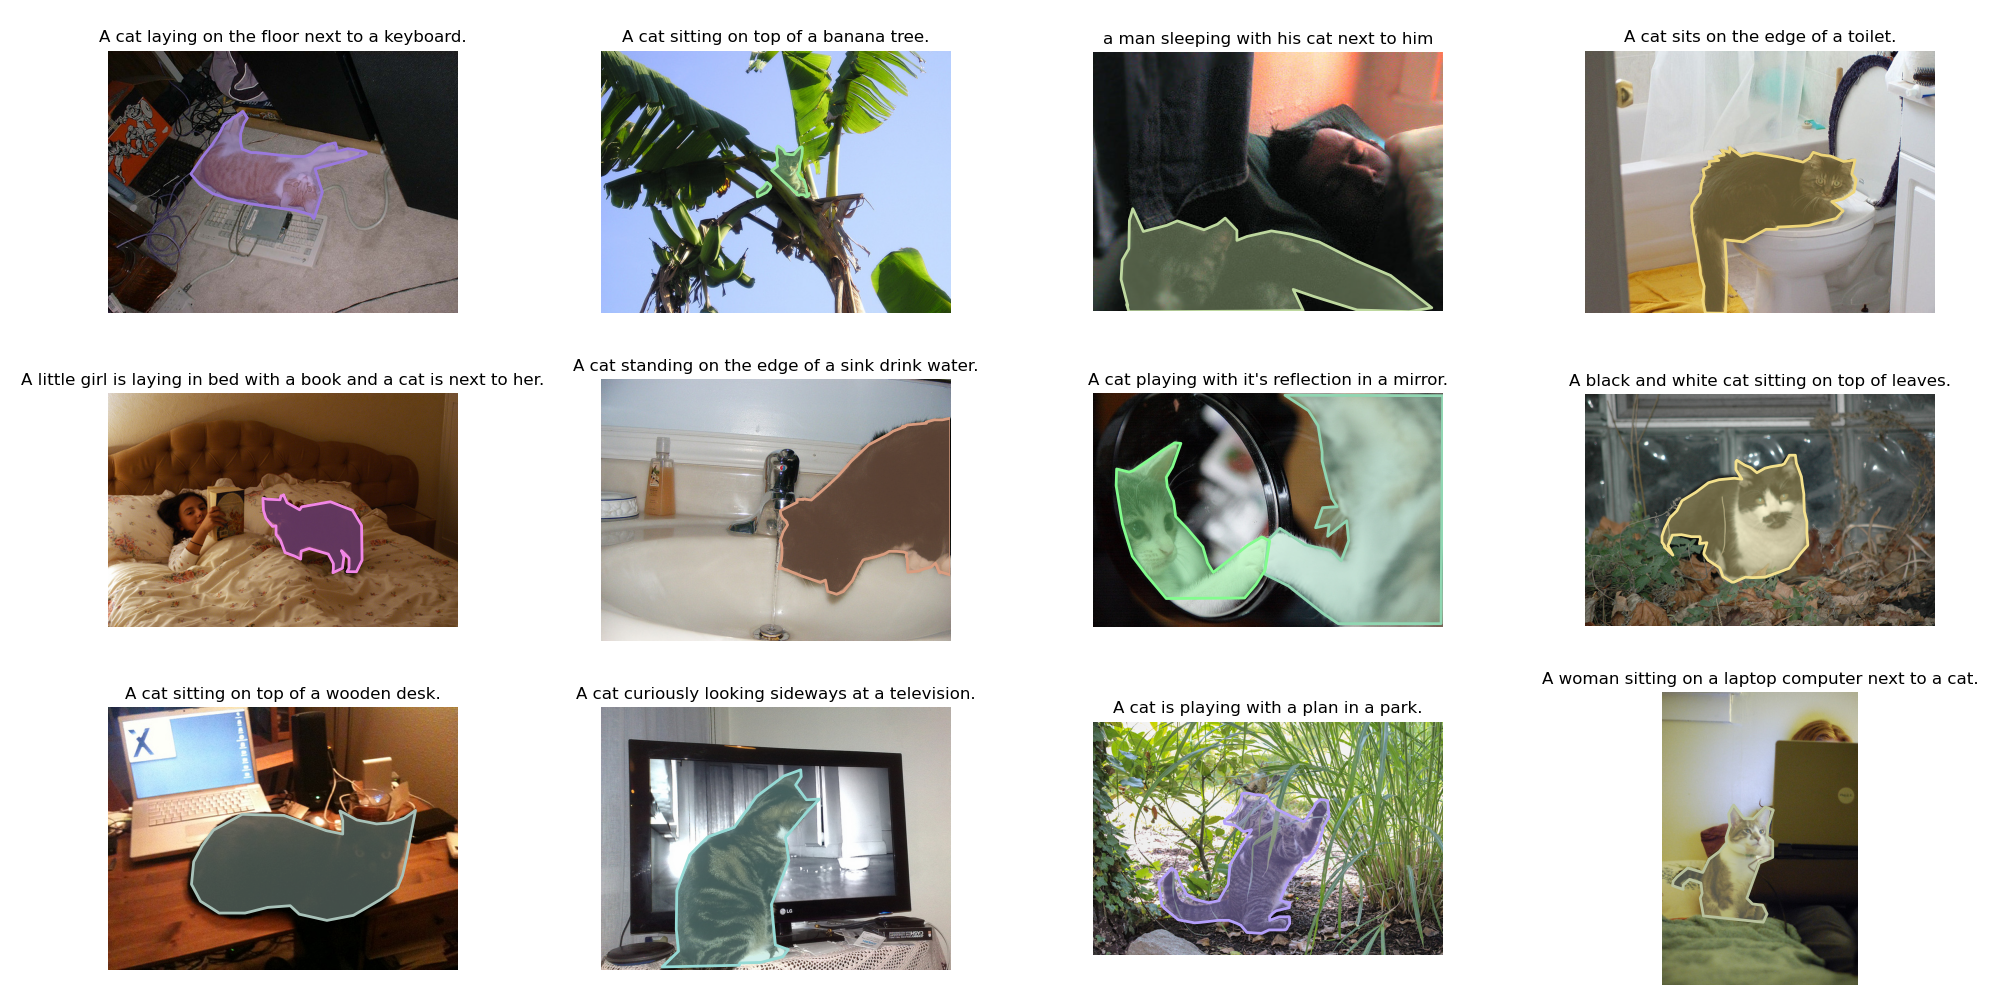 A cat laying on the floor next to a keyboard.
A cat sitting on top of a banana tree.
a man sleeping with his cat next to him
A cat sits on the edge of a toilet.
A little girl is laying in bed with a book and a cat is next to her.
A cat standing on the edge of a sink drink water.
A cat playing with it's reflection in a mirror.
A black and white cat sitting on top of leaves.
A cat sitting on top of a wooden desk.
A cat curiously looking sideways at a television.
A cat is playing with a plan in a park.
A woman sitting on a laptop computer next to a cat.
X
LG